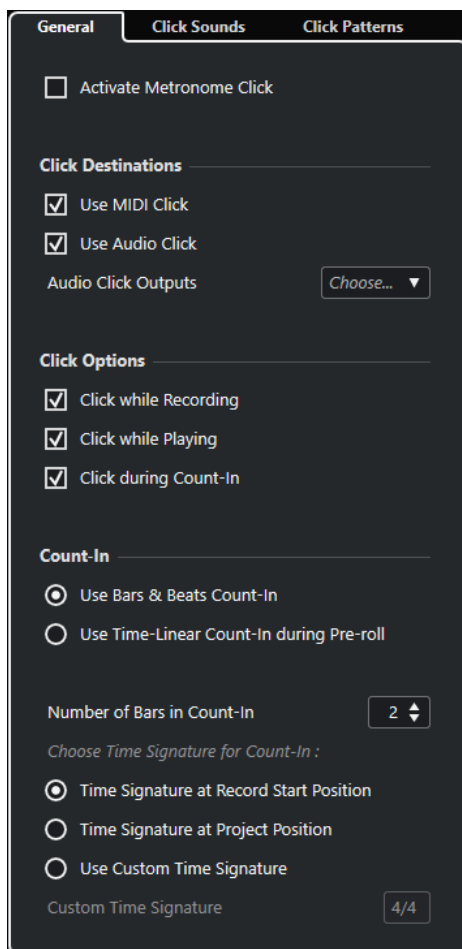 General Click Sounds Click Patterns
Activate Metronome Click
Click Destinations
Use MIDI Click
Use Audio Click
Audio Click Outputs Choose...
Click Options
Click while Recording
Click while Playing
Click during Count-In
Count-In
Use Bars & Beats Count-In
Use Time-Linear Count-In during Pre-roll
Number of Bars in Count-In 2
Choose Time Signature for Count-In :
Time Signature at Record Start Position
Time Signature at Project Position
Use Custom Time Signature
Custom Time Signature 4/4